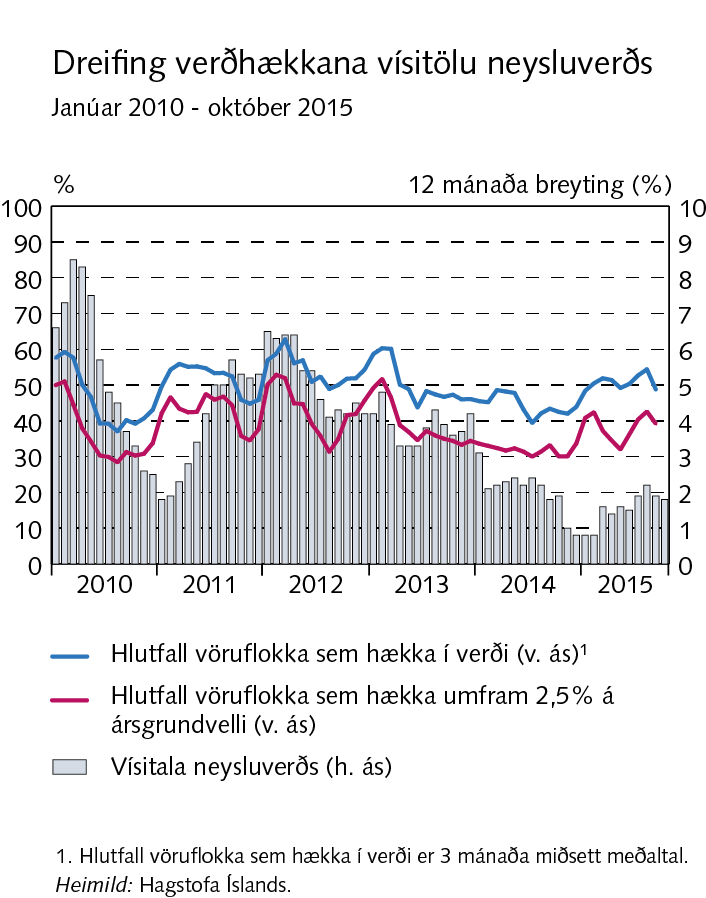 Dreifing verðhækkana vísitölu neysluverðs
Janúar 2010 - október 2015
% 12 mánaða breyting (%)
100 10
90 9
80 8
70 7
60 6
50 5
40 4
30 3
20 2
10 1
0 0
2010 2011 2012 2013 2014 2015
Hlutfall vöruflokka sem hækka í verði (v. ás)¹
Hlutfall vöruflokka sem hækka umfram 2,5% á
ársgrundvelli (v. ás)
Vísitala neysluverðs (h. ás)
1. Hlutfall vöruflokka sem hækka í verði er 3 mánaða miðsett meðaltal.
Heimild: Hagstofa Íslands.